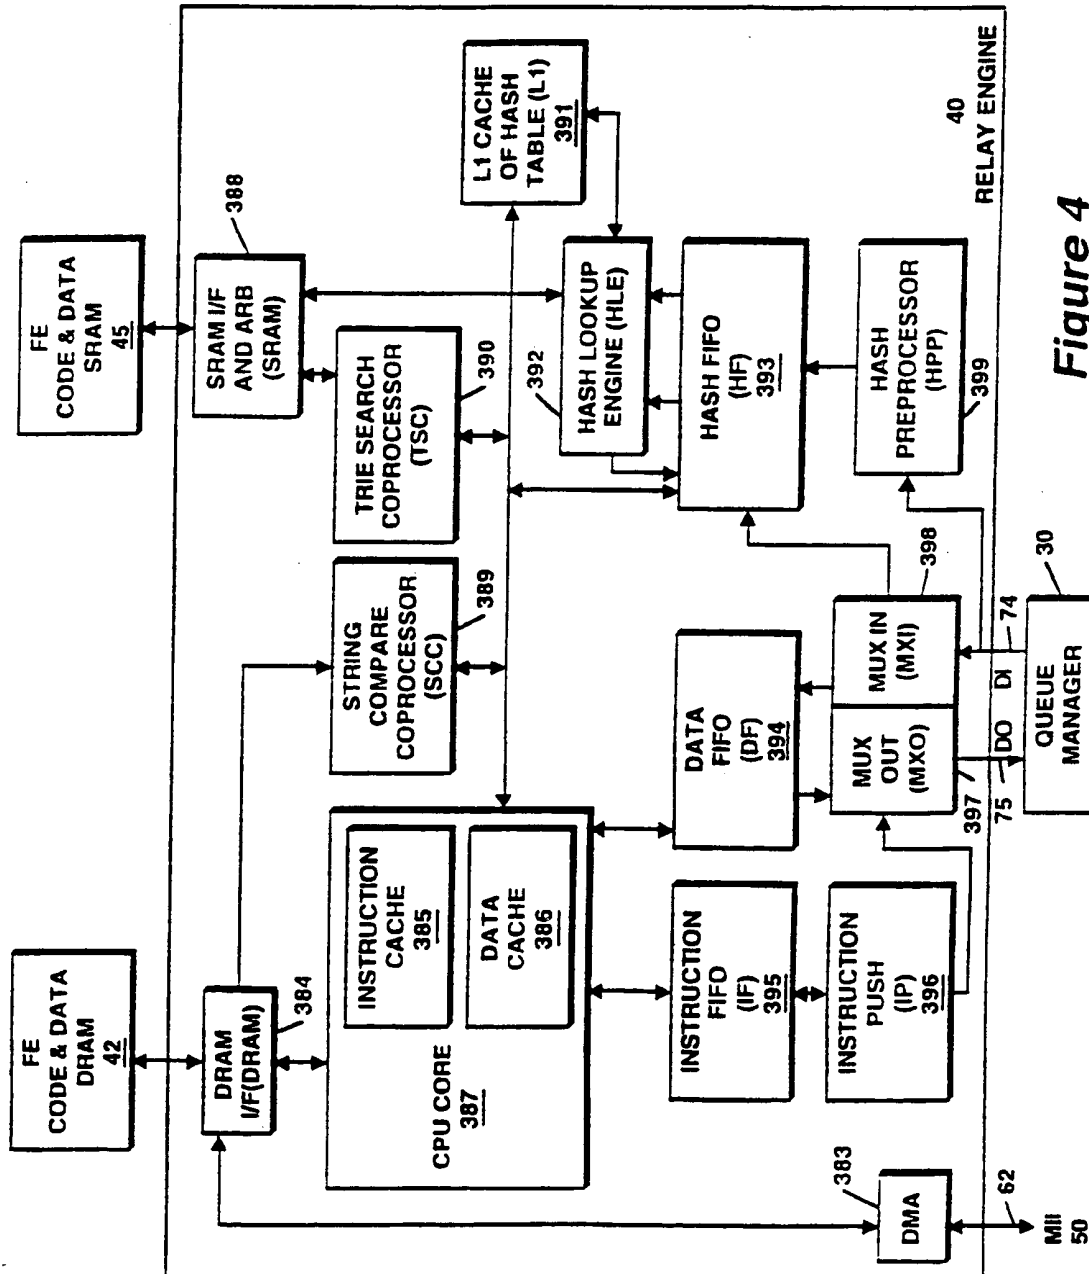 FE
CODE & DATA
DRAM
42
FE
CODE & DATA
SRAM
45
DRAM
I/F(DRAM)
384
SRAM I/F
AND ARB
(SRAM)
388
CPU CORE
387
INSTRUCTION
CACHE
385
DATA
CACHE
386
STRING
COMPARE
COPROCESSOR
(SCC)
389
TRIE SEARCH
COPROCESSOR
(TSC)
390
L1 CACHE
OF HASH
TABLE (L1)
391
392
HASH LOOKUP
ENGINE (HLE)
INSTRUCTION
FIFO
(IF)
395
DATA
FIFO
(DF)
394
HASH FIFO
(HF)
393
INSTRUCTION
PUSH
(IP)
396
MUX
OUT
(MXO)
397
MUX IN
(MXI)
398
HASH
PREPROCESSOR
(HPP)
399
383
DMA
62
MII
50
75
DO
DI
74
QUEUE
MANAGER
30
40
RELAY ENGINE
Figure 4